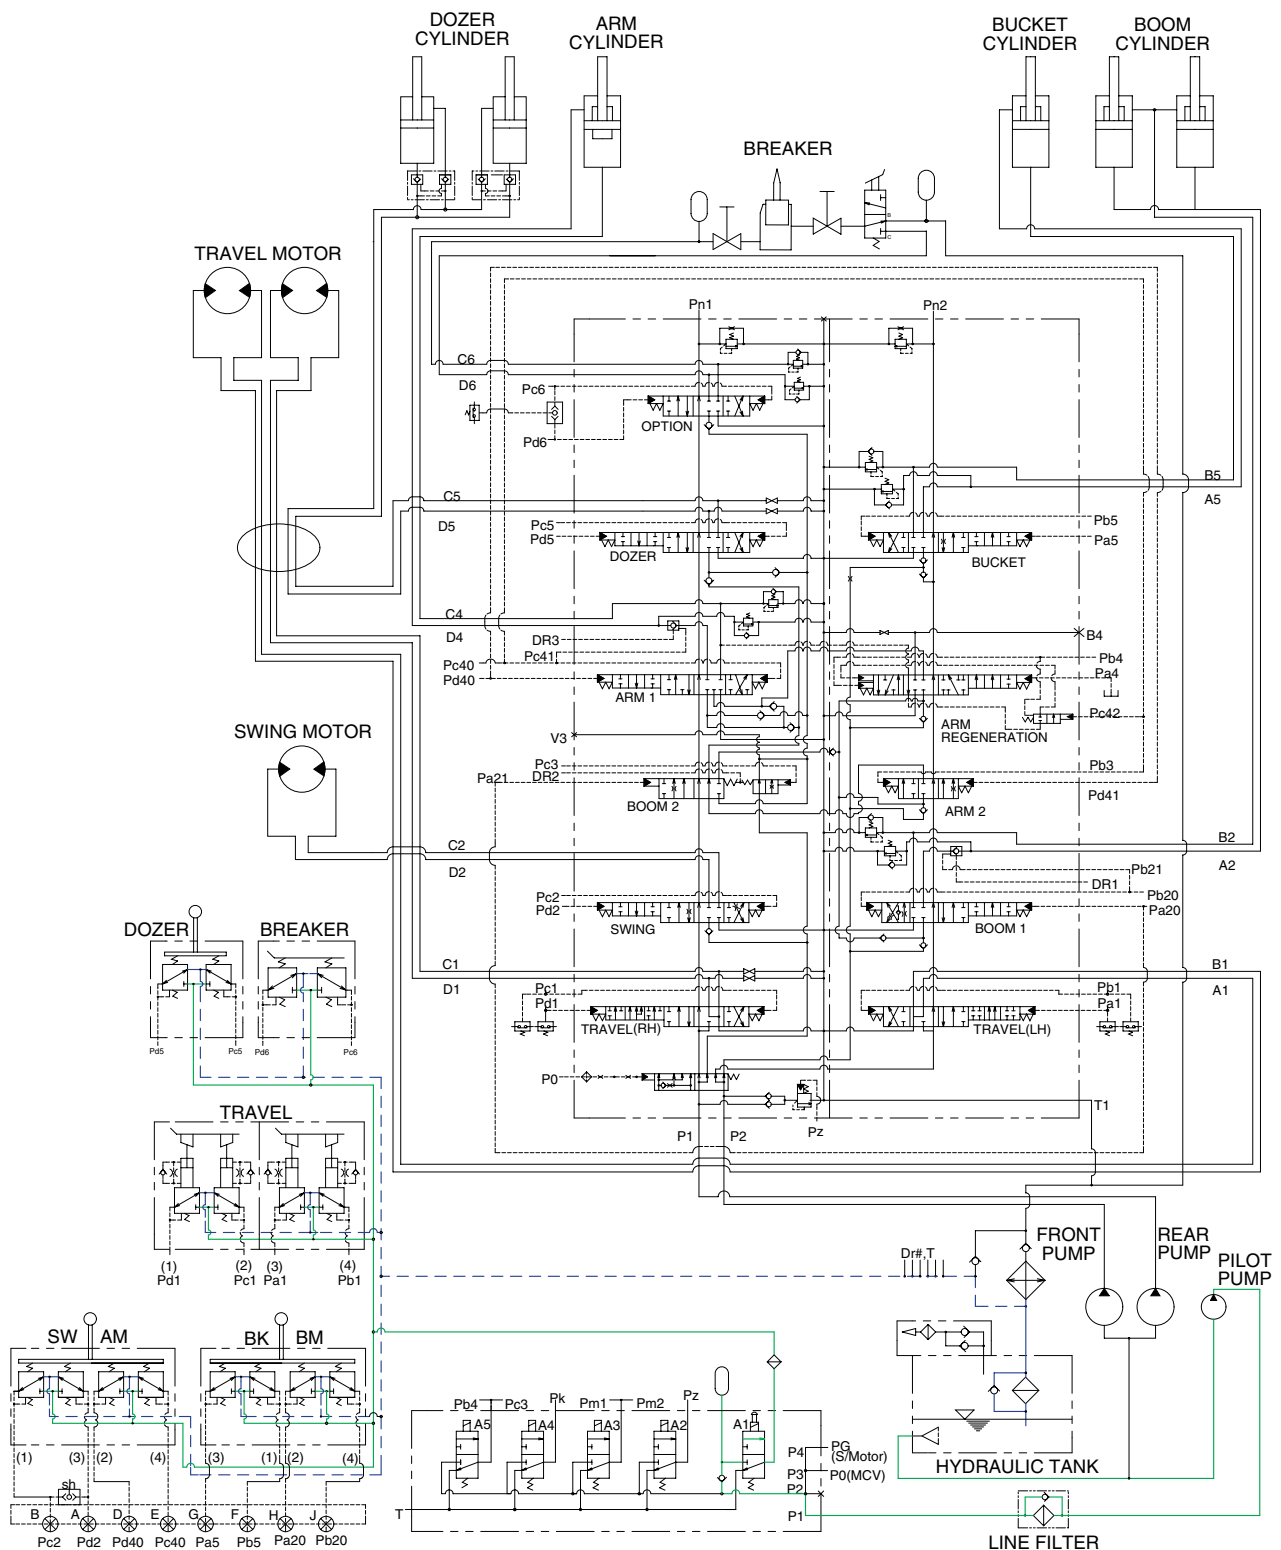 DOZER
CYLINDER
ARM
CYLINDER
BUCKET
CYLINDER
BOOM
CYLINDER
BREAKER
B
C
TRAVEL MOTOR
Pn1
Pn2
C6
D6
Pc6
OPTION
Pd6
C5
D5
Pc5
Pd5
DOZER
B5
A5
Pb5
Pa5
BUCKET
C4
D4
DR3
Pc41
Pc40
Pd40
ARM 1
B4
Pb4
Pa4
Pc42
ARM
REGENERATION
SWING MOTOR
V3
Pc3
DR2
Pa21
BOOM 2
Pb3
Pd41
ARM 2
C2
D2
B2
A2
Pb21
DR1
Pb20
Pa20
Pc2
Pd2
SWING
BOOM 1
DOZER
BREAKER
Pd5
Pc5
Pd6
Pc6
C1
D1
B1
A1
Pc1
Pd1
TRAVEL(RH)
Pb1
Pa1
TRAVEL(LH)
P0
Pz
T1
P1
P2
TRAVEL
(1)
(2)
(3)
(4)
Pd1
Pc1
Pa1
Pb1
Dr#,T
FRONT
PUMP
REAR
PUMP
PILOT
PUMP
SW
AM
BK
BM
(1)
(3)
(2)
(4)
(3)
(1)
(2)
(4)
sh
B
A
D
E
G
F
H
J
Pc2
Pd2
Pd40
Pc40
Pa5
Pb5
Pa20
Pb20
Pb4
Pc3
Pk
Pm1
Pm2
Pz
A5
A4
A3
A2
A1
T
P4
PG
(S/Motor)
P3
P0(MCV)
P2
P1
HYDRAULIC TANK
LINE FILTER